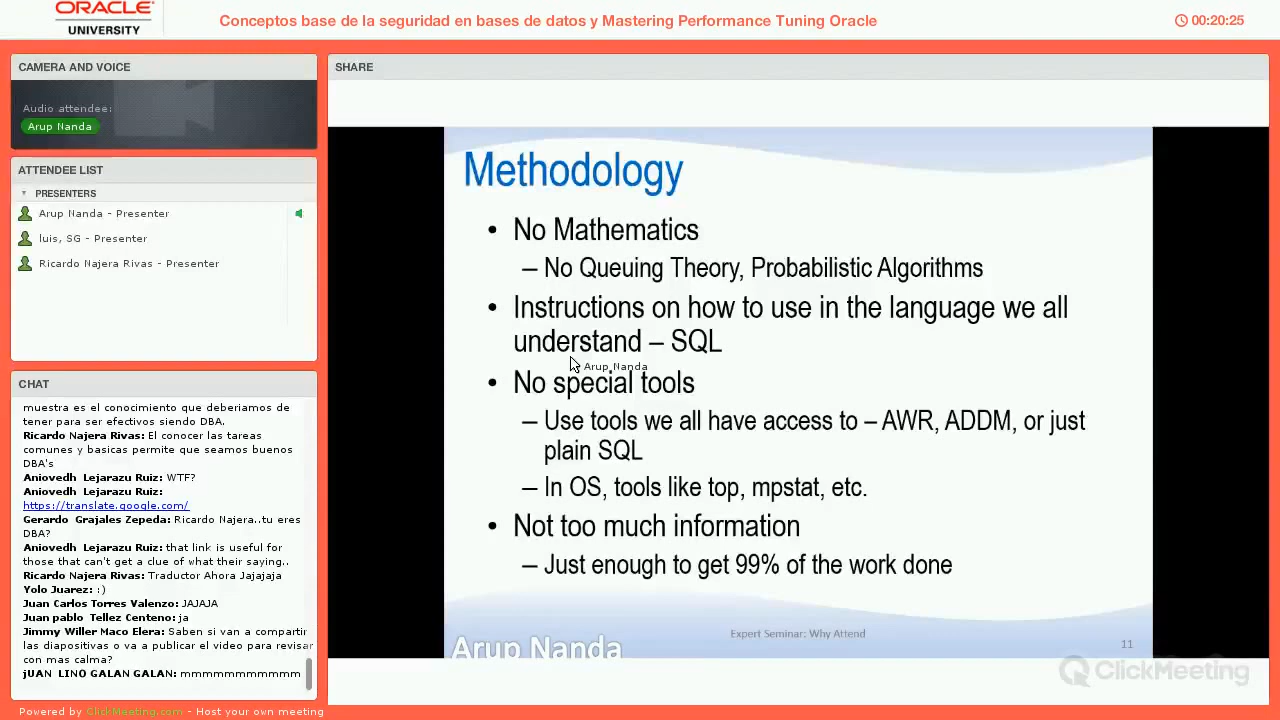 ORACLE
UNIVERSITY
Conceptos base de la seguridad en bases de datos y Mastering Performance Tuning Oracle
00:20:25
CAMERA AND VOICE
Audio attendee:
Arup Nanda
ATTENDEE LIST
PRESENTERS
Arup Nanda - Presenter
luis, SG - Presenter
Ricardo Najera Rivas - Presenter
CHAT
muestra es el conocimiento que deberiamos de
tener para ser efectivos siendo DBA.
Ricardo Najera Rivas: El conocer las tareas
comunes y basicas permite que seamos buenos
DBA's
Aniovedh Lejarazu Ruiz: WTF?
Aniovedh Lejarazu Ruiz:
https://translate.google.com/
Gerardo Grajales Zepeda: Ricardo Najera..tu eres
DBA?
Aniovedh Lejarazu Ruiz: that link is useful for
those that can't get a clue of what their saying..
Ricardo Najera Rivas: Traductor Ahora Jajajaja
Yolo Juarez: :)
Juan Carlos Torres Valenzo: JAJAJA
Juan pablo Tellez Centeno: ja
Jimmy Willer Maco Elera: Saben si van a compartir
las diapositivas o va a publicar el video para revisar
con mas calma?
jUAN LINO GALAN GALAN: mmmmmmmmmmm
SHARE
Methodology
• No Mathematics
– No Queuing Theory, Probabilistic Algorithms
• Instructions on how to use in the language we all
understand – SQL
Arup Nanda
• No special tools
– Use tools we all have access to – AWR, ADDM, or just
plain SQL
– In OS, tools like top, mpstat, etc.
• Not too much information
– Just enough to get 99% of the work done
Expert Seminar: Why Attend
11
Arup Nanda
ClickMeeting
Powered by ClickMeeting.com - Host your own meeting